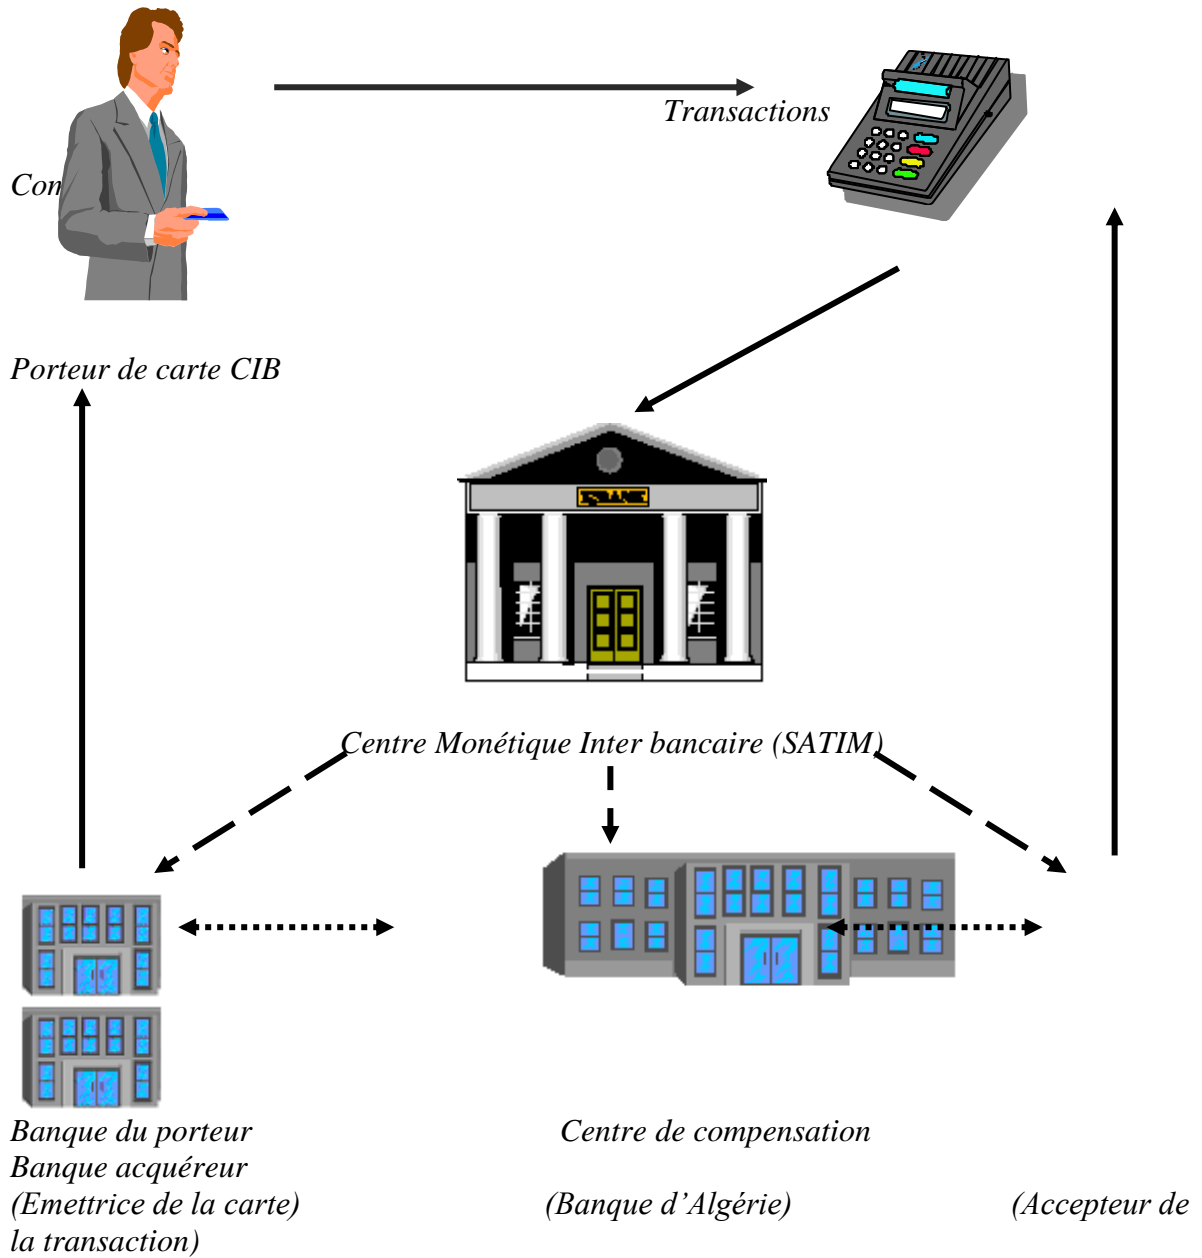 Transactions
Porteur de carte CIB
BANK
Centre Monétique Inter bancaire (SATIM)
Banque du porteur Centre de compensation
Banque acquéreur
(Emettrice de la carte) (Banque d’Algérie) (Accepteur de
la transaction)